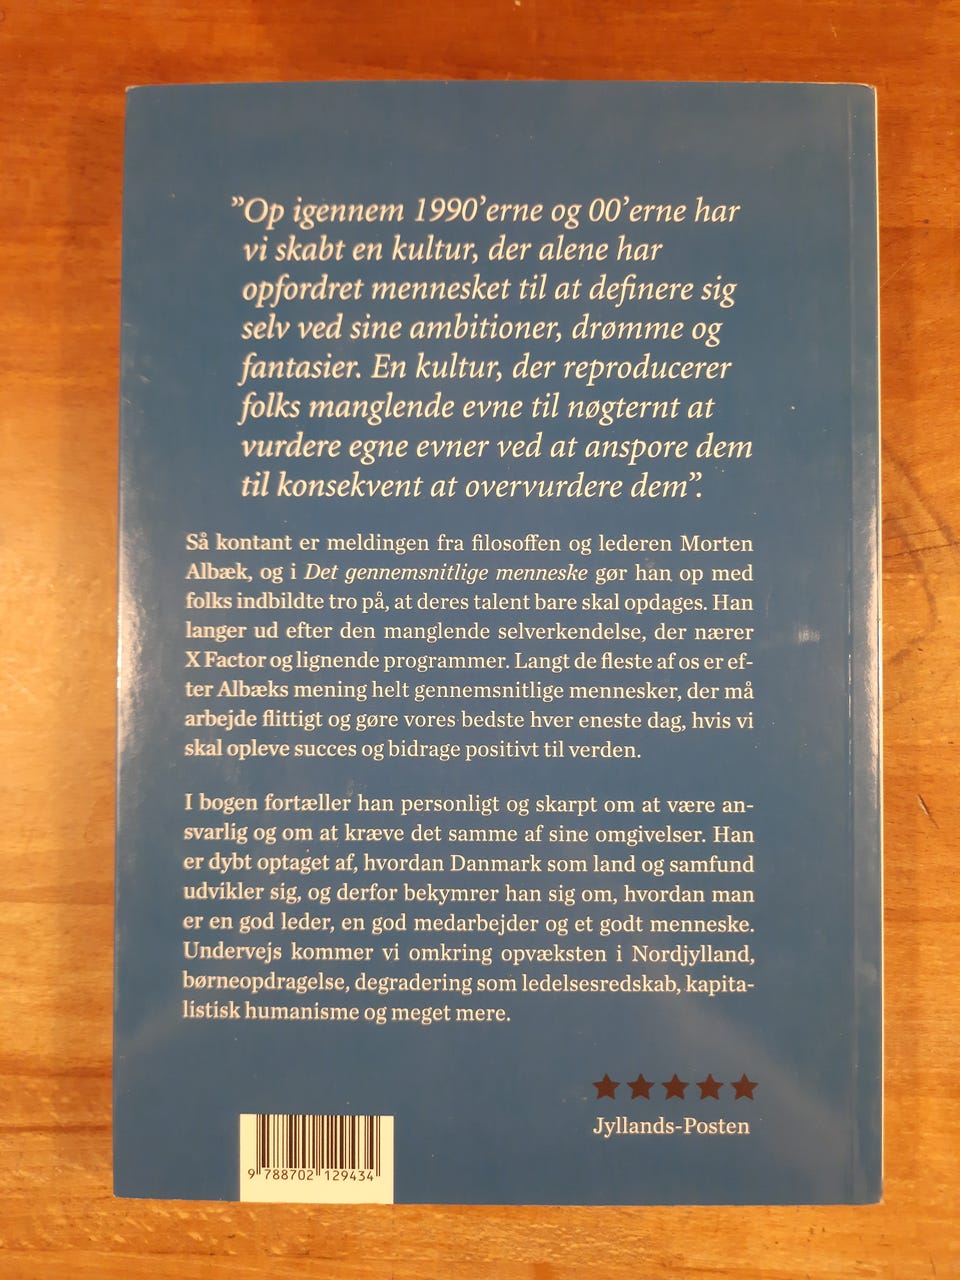 ”Op igennem 1990’erne og 00’erne har
vi skabt en kultur, der alene har
opfordret mennesket til at definere sig
selv ved sine ambitioner, drømme og
fantasier. En kultur, der reproducerer
folks manglende evne til nøgternt at
vurdere egne evner ved at anspore dem
til konsekvent at overvurdere dem”.
Så kontant er meldingen fra filosoffen og lederen Morten
Albæk, og i Det gennemsnitlige menneske gør han op med
folks indbildte tro på, at deres talent bare skal opdages. Han
langer ud efter den manglende selverkendelse, der nærer
X Factor og lignende programmer. Langt de fleste af os er ef-
ter Albæks mening helt gennemsnitlige mennesker, der må
arbejde flittigt og gøre vores bedste hver eneste dag, hvis vi
skal opleve succes og bidrage positivt til verden.
I bogen fortæller han personligt og skarpt om at være an-
svarlig og om at kræve det samme af sine omgivelser. Han
er dybt optaget af, hvordan Danmark som land og samfund
udvikler sig, og derfor bekymrer han sig om, hvordan man
er en god leder, en god medarbejder og et godt menneske.
Undervejs kommer vi omkring opvæksten i Nordjylland,
børneopdragelse, degradering som ledelsesredskab, kapita-
listisk humanisme og meget mere.
★★★★★
Jyllands-Posten
9 788702 129434